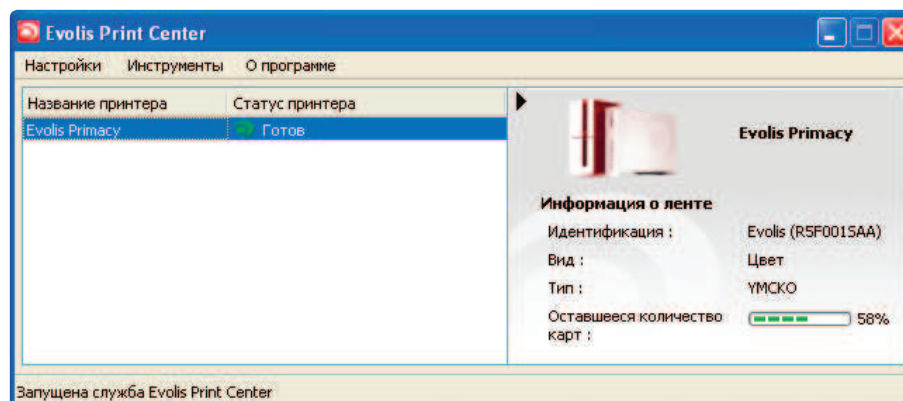 Evolis Print Center
Настройки Инструменты О программе
Название принтера Статус принтера
Evolis Primacy Готов
Evolis Primacy
Информация о ленте
Идентификация : Evolis (R5F001SAA)
Вид : Цвет
Тип : YMCKO
Оставшееся количество карт : 58%
Запущена служба Evolis Print Center